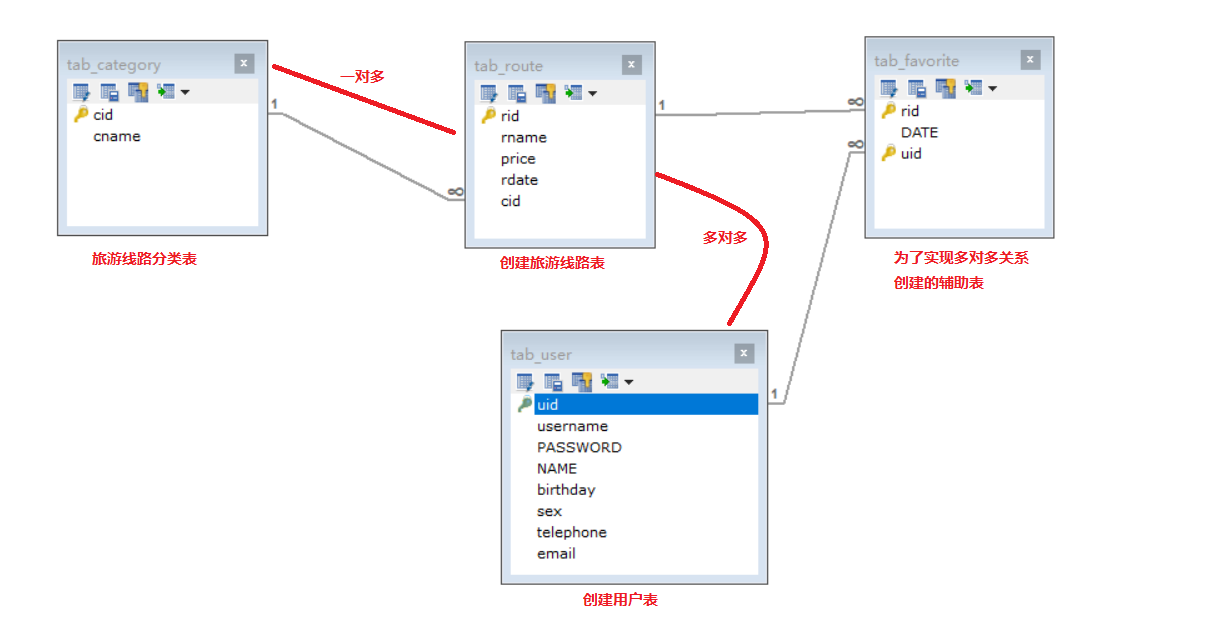 tab_category
x
cid
cname
旅游线路分类表
1
∞
一对多
tab_route
x
rid
rname
price
rdate
cid
创建旅游线路表
1
∞
多对多
tab_favorite
x
rid
DATE
uid
∞
为了实现多对多关系
创建的辅助表
tab_user
x
1
uid
username
PASSWORD
NAME
birthday
sex
telephone
email
创建用户表